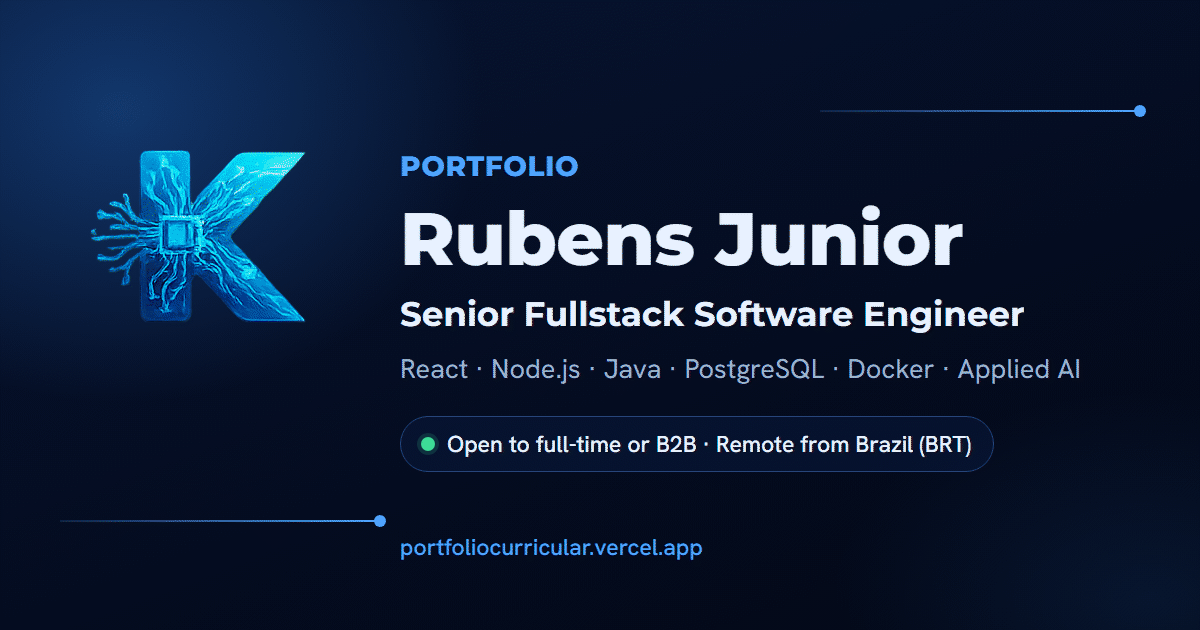 K
PORTFOLIO
Rubens Junior
Senior Fullstack Software Engineer
React · Node.js · Java · PostgreSQL · Docker · Applied AI
Open to full-time or B2B · Remote from Brazil (BRT)
portfoliocurricular.vercel.app